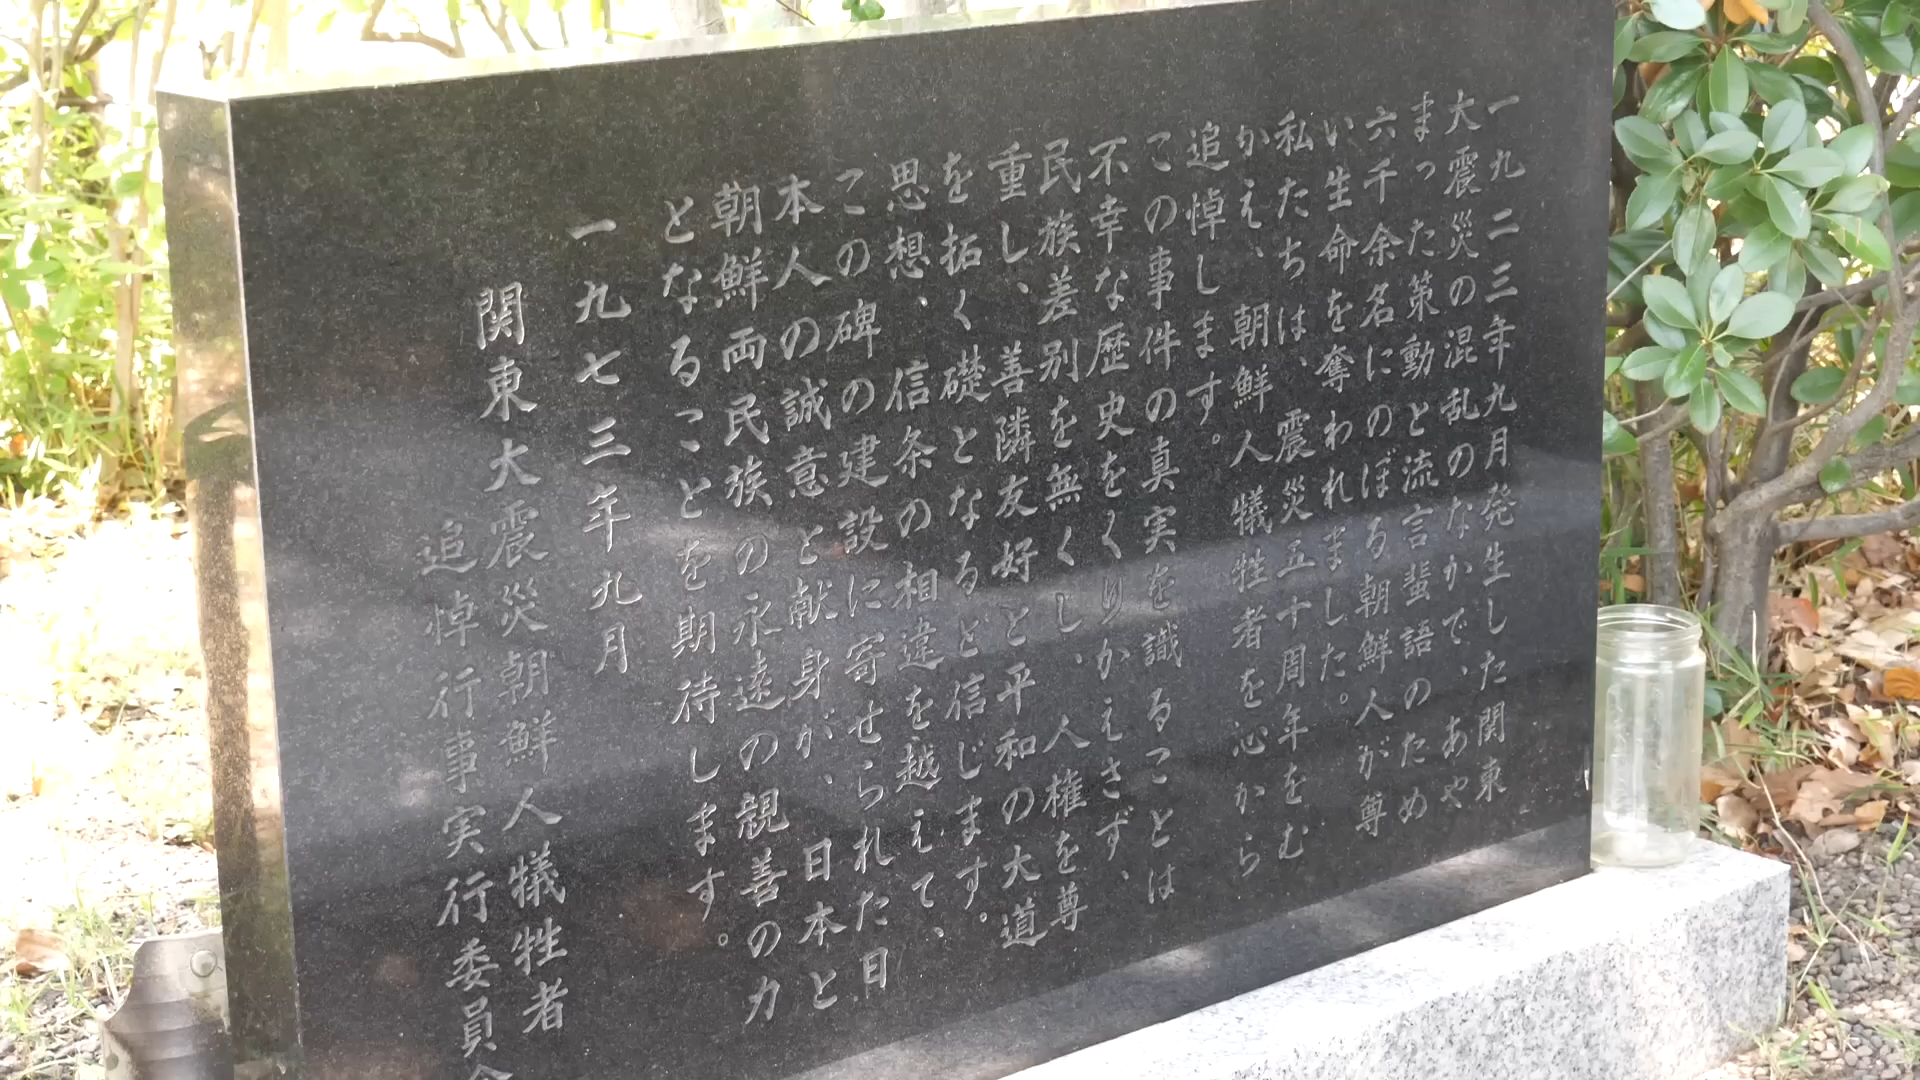 一九二三年九月発生した関東
大震災の混乱のなかで、あや
まった策動と流言蜚語のため
六千余名にのぼる朝鮮人が尊
い生命を奪われました。
私たちは、震災五十周年をむ
かえ、朝鮮人犠牲者を心から
追悼します。
この事件の真実を識ることは
不幸な歴史をくりかえさず、
民族差別を無くし、人権を尊
重し、善隣友好と平和の大道
を拓く礎となると信じます。
思想、信条の相違を越えて、
この碑の建設に寄せられた日
本人の誠意と献身が、日本と
朝鮮両民族の永遠の親善の力
となることを期待します。
一九七三年九月
関東大震災朝鮮人犠牲者
追悼行事実行委員会